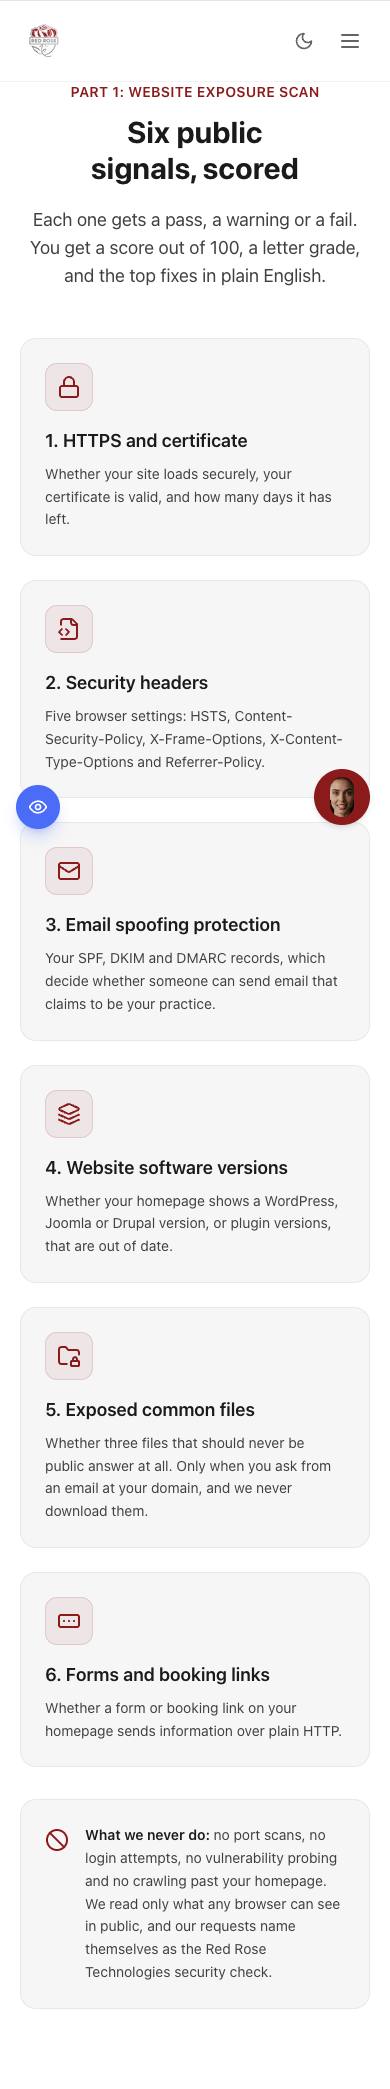 RED ROSE
PART 1: WEBSITE EXPOSURE SCAN
Six public
signals, scored
Each one gets a pass, a warning or a fail.
You get a score out of 100, a letter grade,
and the top fixes in plain English.
1. HTTPS and certificate
Whether your site loads securely, your
certificate is valid, and how many days it has
left.
2. Security headers
Five browser settings: HSTS, Content-
Security-Policy, X-Frame-Options, X-Content-
Type-Options and Referrer-Policy.
3. Email spoofing protection
Your SPF, DKIM and DMARC records, which
decide whether someone can send email that
claims to be your practice.
4. Website software versions
Whether your homepage shows a WordPress,
Joomla or Drupal version, or plugin versions,
that are out of date.
5. Exposed common files
Whether three files that should never be
public answer at all. Only when you ask from
an email at your domain, and we never
download them.
6. Forms and booking links
Whether a form or booking link on your
homepage sends information over plain HTTP.
What we never do: no port scans, no
login attempts, no vulnerability probing
and no crawling past your homepage.
We read only what any browser can see
in public, and our requests name
themselves as the Red Rose
Technologies security check.